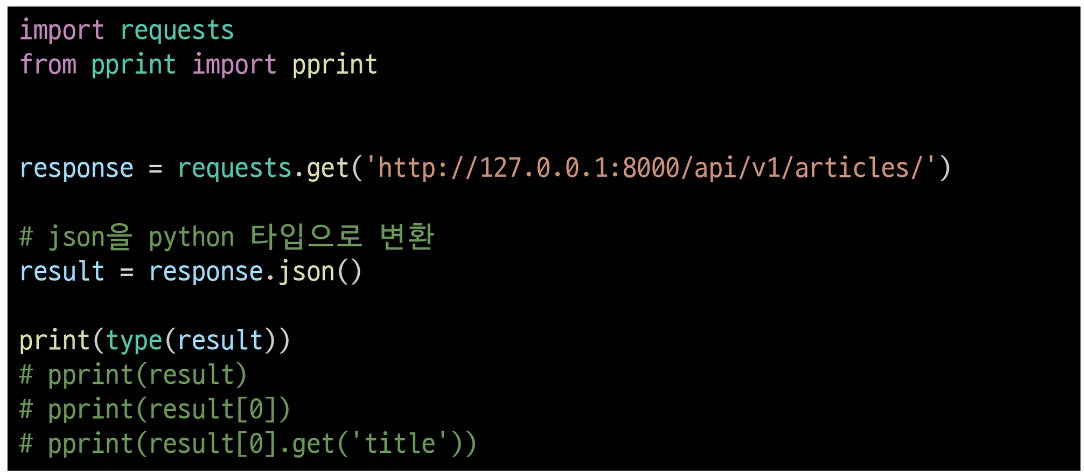 import requests
from pprint import pprint
response = requests.get('http://127.0.0.1:8000/api/v1/articles/')
# json을 python 타입으로 변환
result = response.json()
print(type(result))
# pprint(result)
# pprint(result[0])
# pprint(result[0].get('title'))